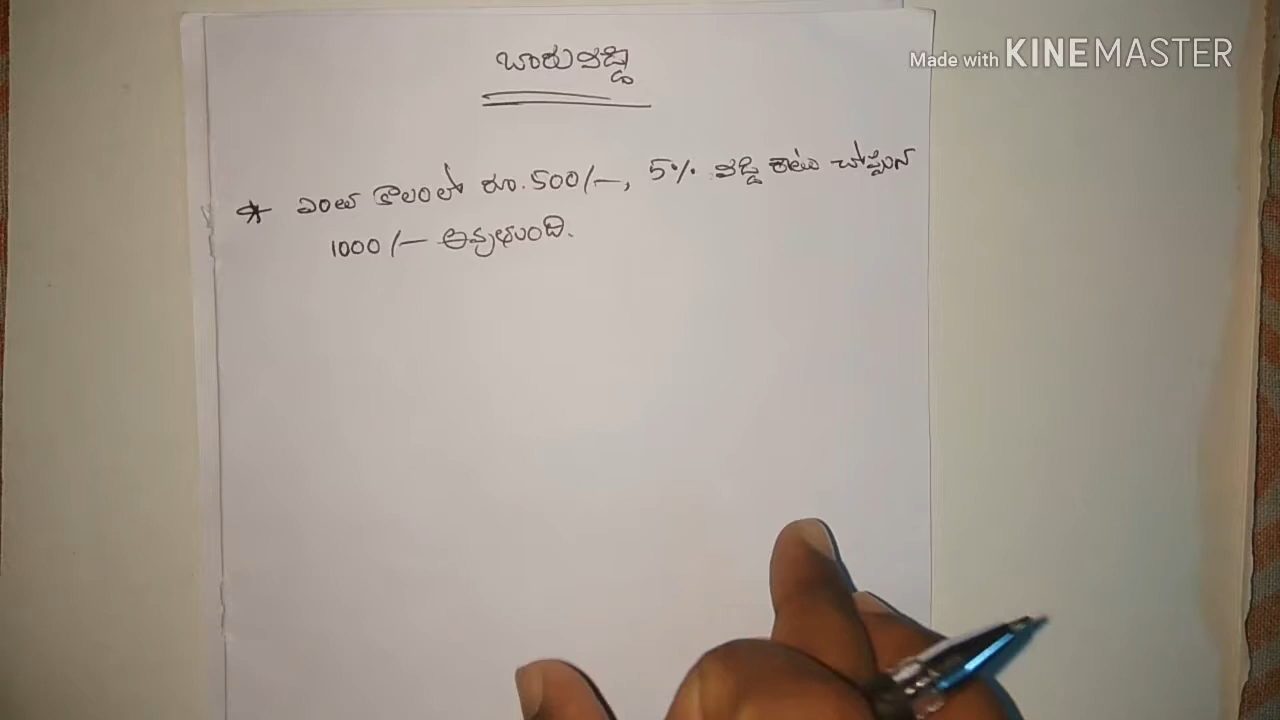 బారువడ్డి
Made with KINEMASTER
* ఎంత కాలంలో రూ.500/-, 5% వడ్డి రేటు చొప్పున
1000/- అవుతుంది.